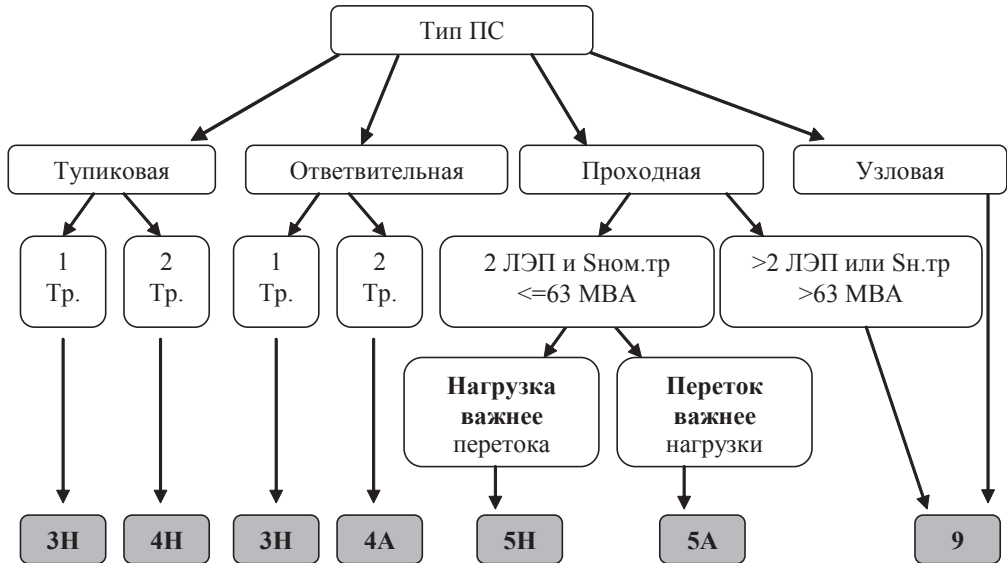 Тип ПС
Тупиковая
Ответвительная
Проходная
Узловая
1
Тр.
2
Тр.
1
Тр.
2
Тр.
2 ЛЭП и Sном.тр
<=63 МВА
>2 ЛЭП или Sн.тр
>63 МВА
Нагрузка
важнее
перетока
Переток
важнее
нагрузки
3Н
4Н
3Н
4А
5Н
5А
9